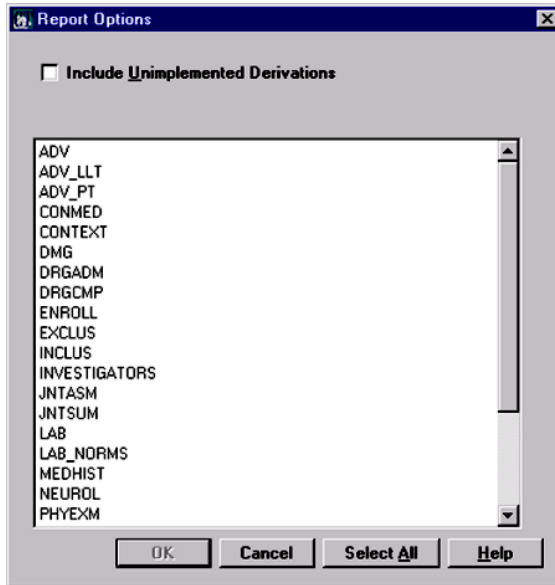 Report Options
Include Unimplemented Derivations
ADV
ADV_LLT
ADV_PT
CONMED
CONTEXT
DMG
DRGADM
DRGCMP
ENROLL
EXCLUS
INCLUS
INVESTIGATORS
JNTASM
JNTSUM
LAB
LAB_NORMS
MEDHIST
NEUROL
PHYEXM
OK Cancel Select All Help